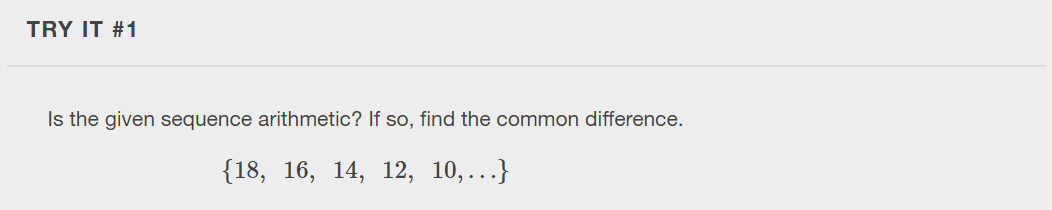 TRY IT #1
Is the given sequence arithmetic? If so, find the common difference.
{18, 16, 14, 12, 10, . . .}